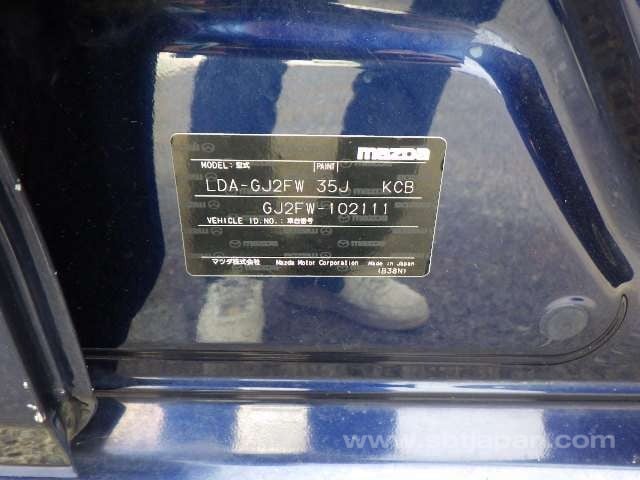 mazda
MODEL: 型式 PAINT
LDA-GJ2FW 35J KCB
GJ2FW-102111
VEHICLE ID.NO.: 車台番号
マツダ株式会社 Mazda Motor Corporation Made in Japan
(B38N)
www.sbtjapan.com